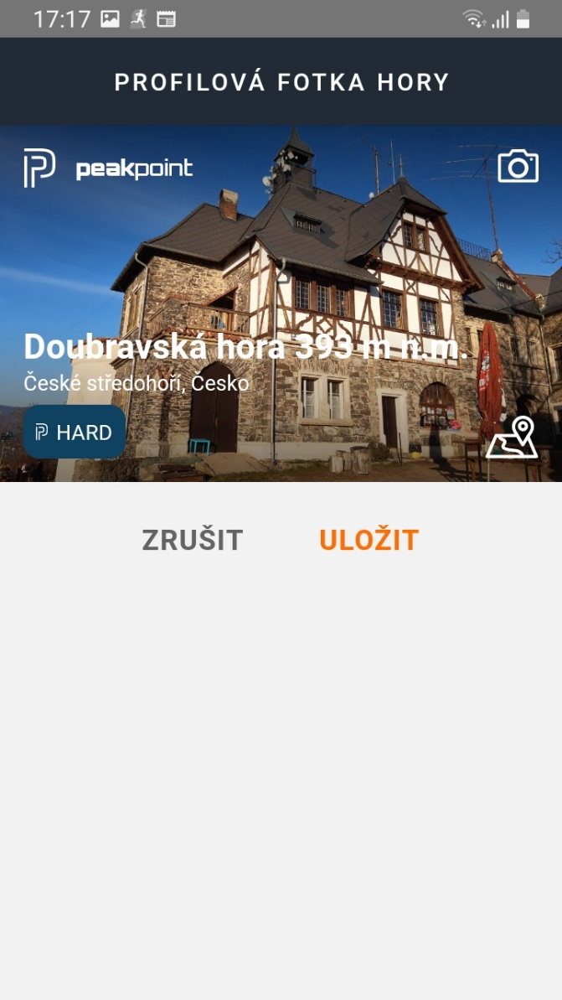 17:17
PROFILOVÁ FOTKA HORY
peakpoint
Doubravská hora 393 m n.m.
České středohoří, Česko
HARD
ZRUŠIT ULOŽIT